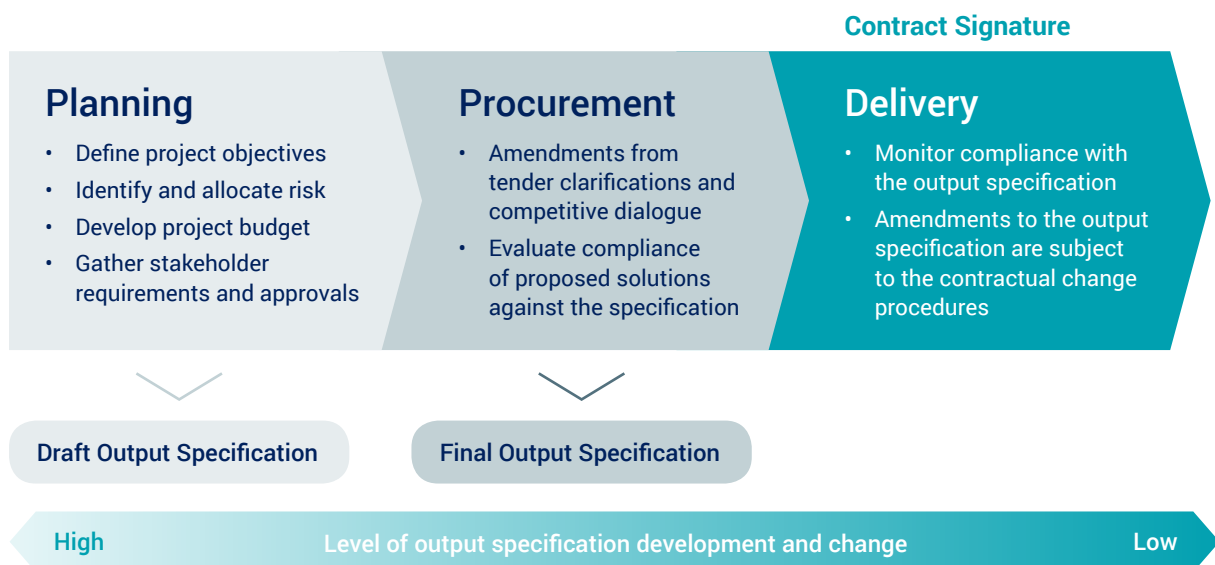 Contract Signature
Planning
• Define project objectives
• Identify and allocate risk
• Develop project budget
• Gather stakeholder
requirements and approvals
Procurement
• Amendments from
tender clarifications and
competitive dialogue
• Evaluate compliance
of proposed solutions
against the specification
Delivery
• Monitor compliance with
the output specification
• Amendments to the output
specification are subject
to the contractual change
procedures
Draft Output Specification
Final Output Specification
High
Level of output specification development and change
Low